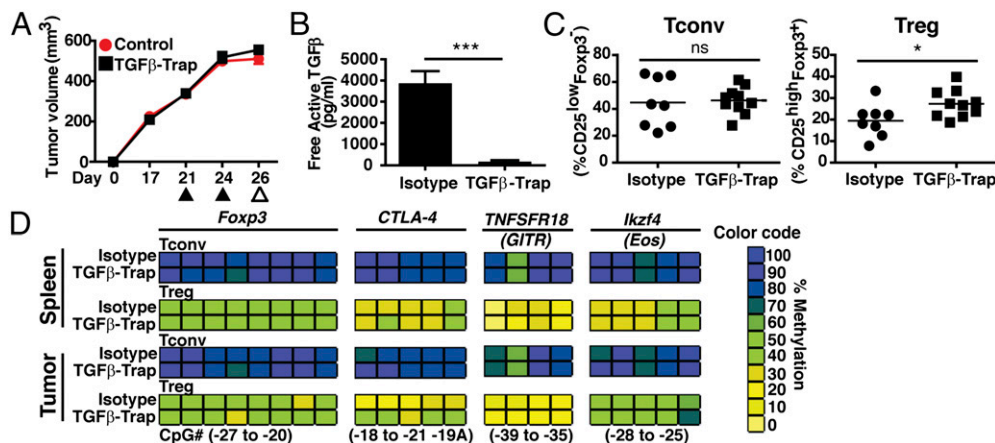 A
Tumor volume (mm³)
600
400
200
0
Control
TGFβ-Trap
Day 0 17 21 24 26
B
Free Active TGFβ
(pg/ml)
5000
4000
3000
2000
1000
0
***
Isotype TGFβ-Trap
C
Tconv
(%CD25lowFoxp3-)
80
60
40
20
0
ns
Isotype TGFβ-Trap
Treg
(% CD25highFoxp3+)
50
40
30
20
10
0
*
Isotype TGFβ-Trap
D
Foxp3 CTLA-4 TNFSFR18 Ikzf4
(GITR) (Eos)
Spleen
Tconv
Isotype
TGFβ-Trap
Treg
Isotype
TGFβ-Trap
Tumor
Tconv
Isotype
TGFβ-Trap
Treg
Isotype
TGFβ-Trap
CpG# (-27 to -20) (-18 to -21 -19A) (-39 to -35) (-28 to -25)
Color code
100
90
80
70
60
50
40
30
20
10
0
% Methylation